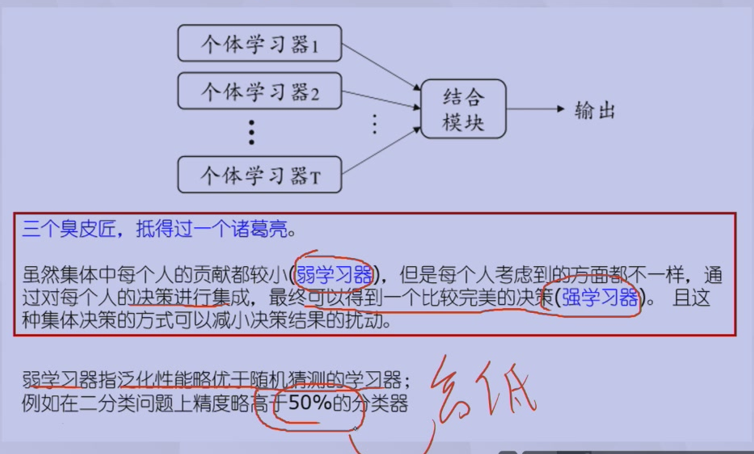 个体学习器1
个体学习器2
个体学习器T
结合
模块
输出
三个臭皮匠，抵得过一个诸葛亮。
虽然集体中每个人的贡献都较小(弱学习器)，但是每个人考虑到的方面都不一样，通
过对每个人的决策进行集成，最终可以得到一个比较完美的决策(强学习器)。 且这
种集体决策的方式可以减小决策结果的扰动。
弱学习器指泛化性能略优于随机猜测的学习器；
例如在二分类问题上精度略高于50%的分类器
高低